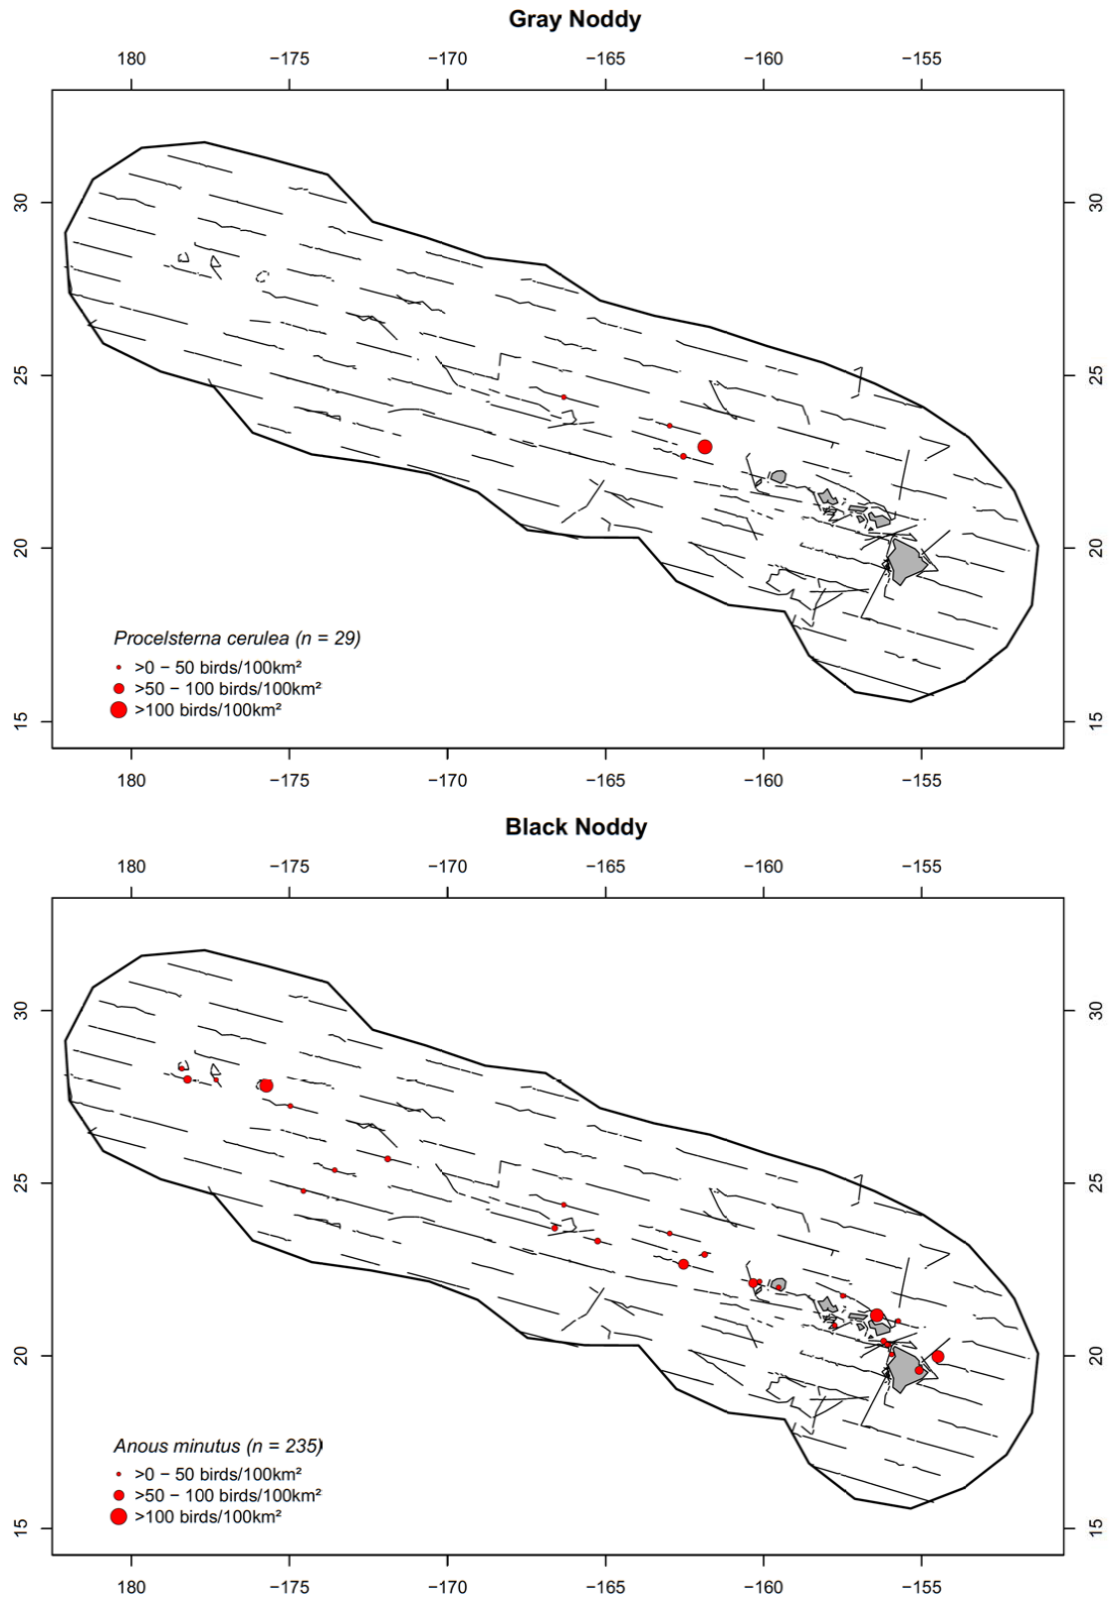 Gray Noddy
180 −175 −170 −165 −160 −155
30 30
25 25
20 20
15 15
Procelsterna cerulea (n = 29)
>0 − 50 birds/100km²
>50 − 100 birds/100km²
>100 birds/100km²
180 −175 −170 −165 −160 −155
Black Noddy
180 −175 −170 −165 −160 −155
30 30
25 25
20 20
15 15
Anous minutus (n = 235)
>0 − 50 birds/100km²
>50 − 100 birds/100km²
>100 birds/100km²
180 −175 −170 −165 −160 −155